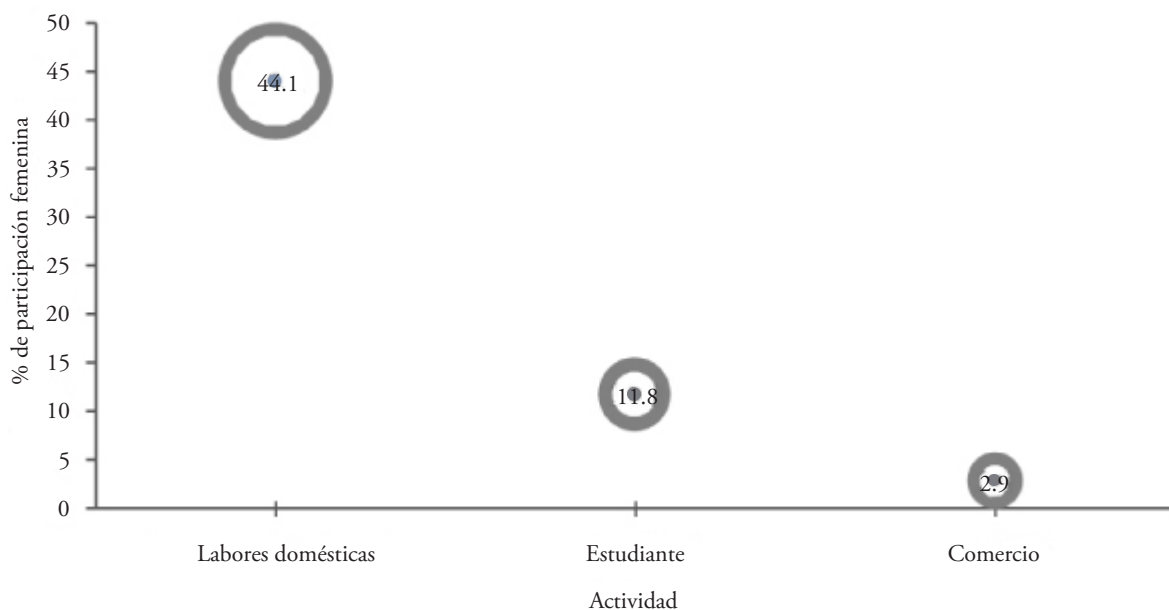 50
45
40
35
30
25
20
15
10
5
0
% de participación femenina
44.1
11.8
2.9
Labores domésticas
Estudiante
Comercio
Actividad